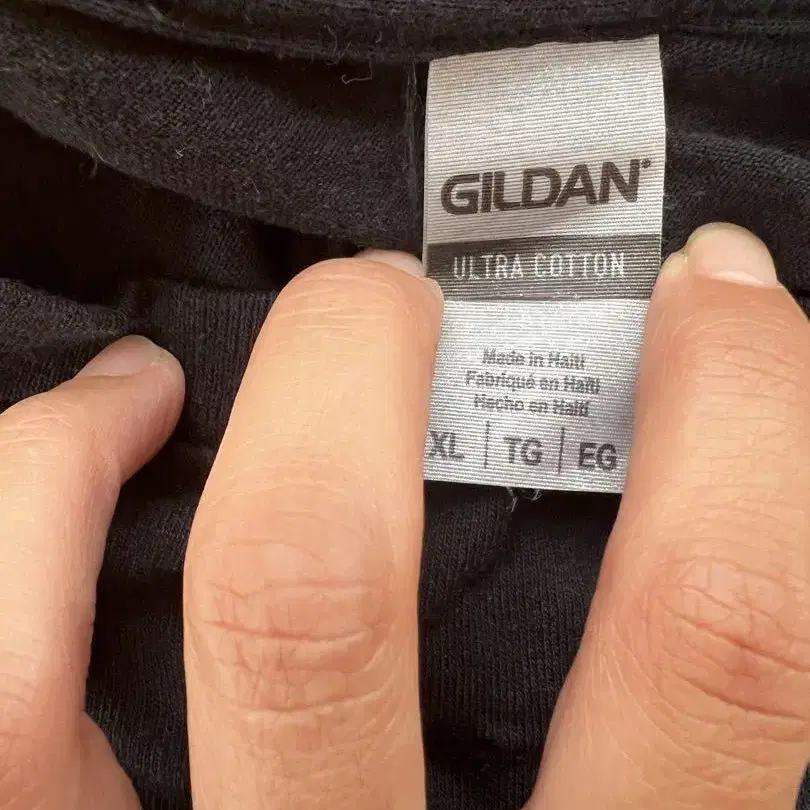 GILDAN®
ULTRA COTTON
Made in Haiti
Fabriqué en Haïti
Hecho en Haití
XL | TG | EG